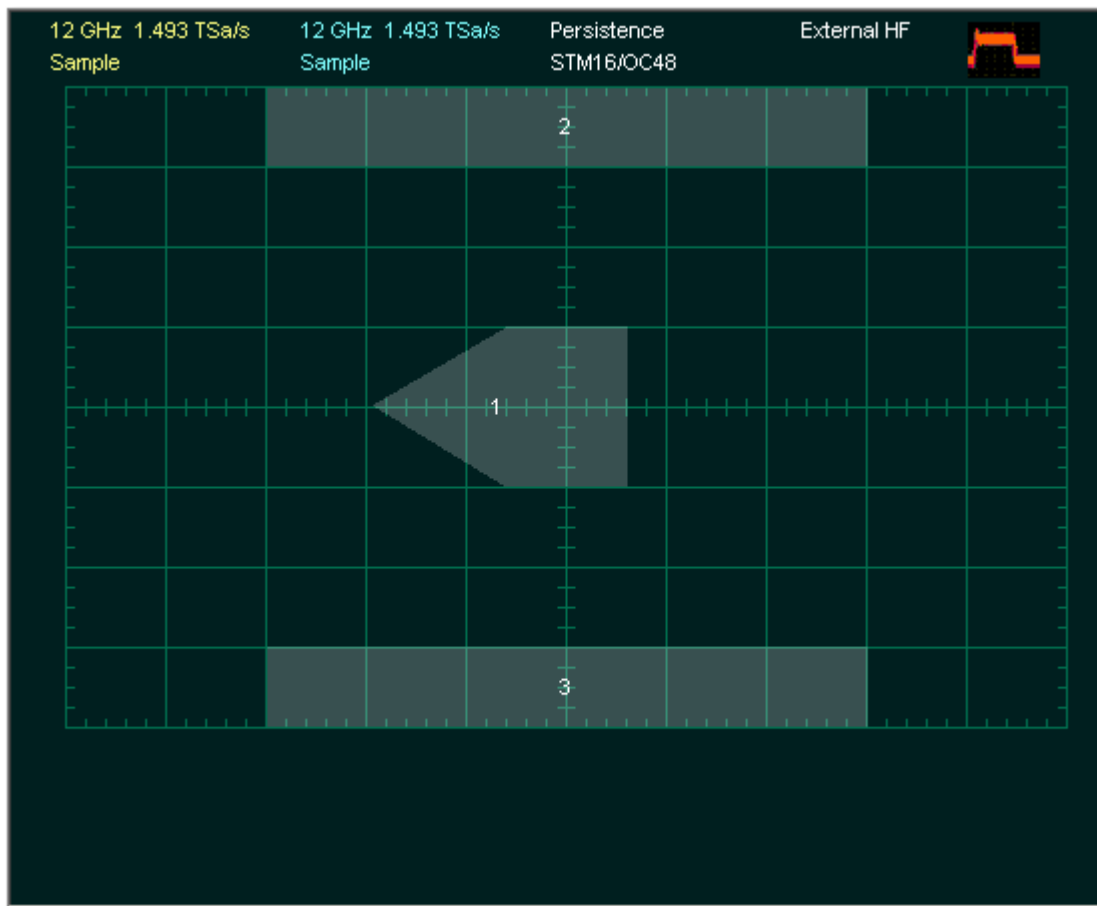 12 GHz 1.493 TSa/s 12 GHz 1.493 TSa/s Persistence External HF
Sample Sample STM16/OC48
2
1
3